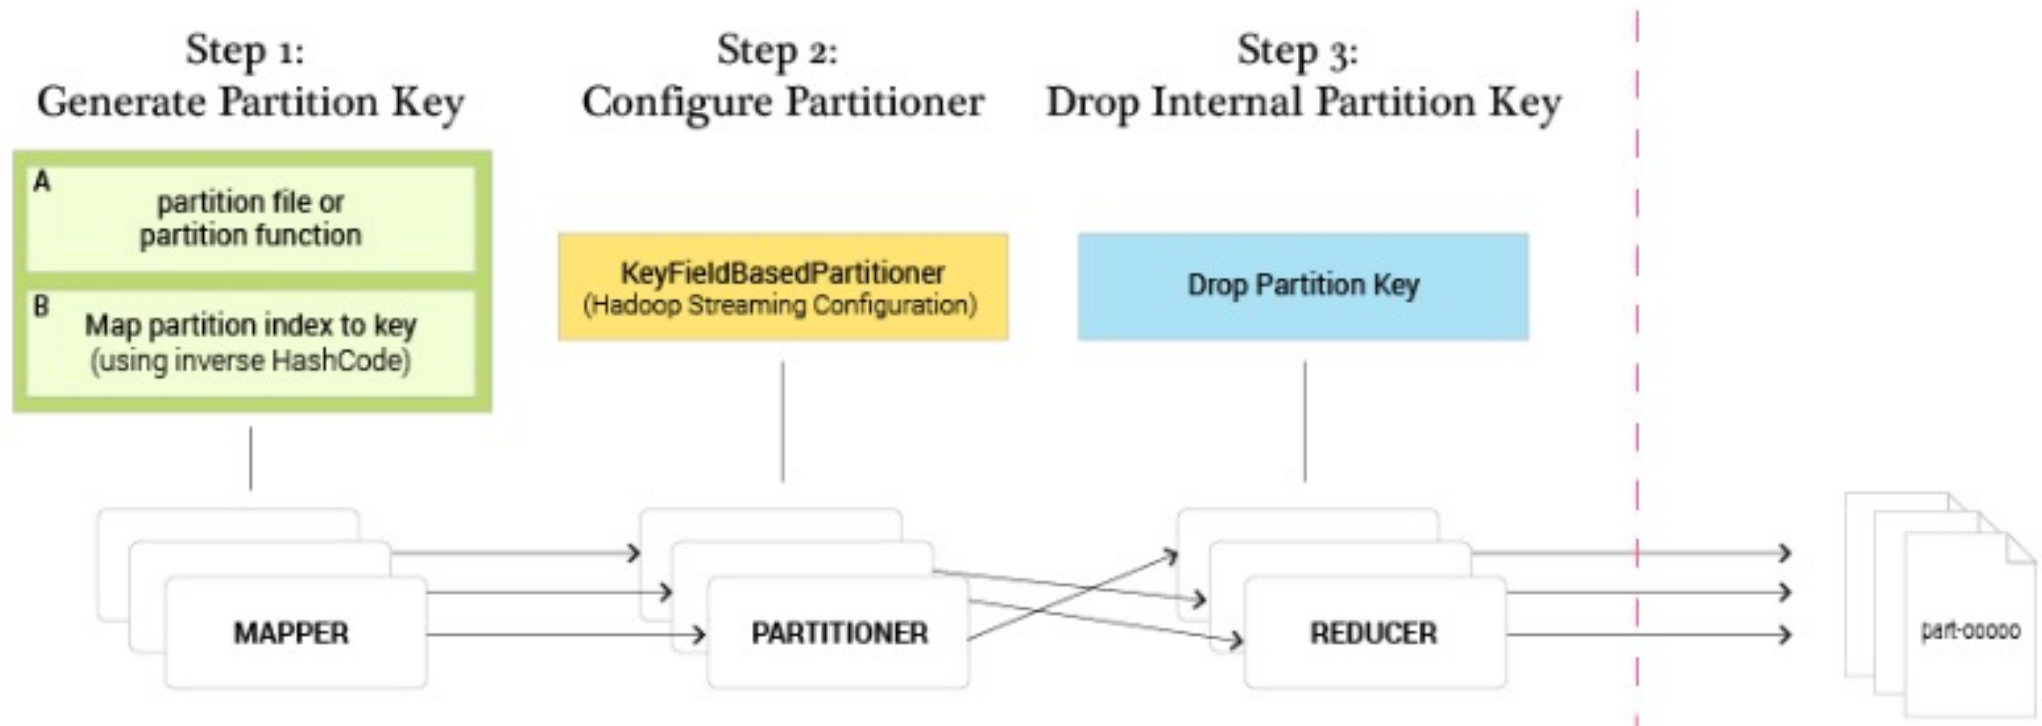 Step 1:
Generate Partition Key
Step 2:
Configure Partitioner
Step 3:
Drop Internal Partition Key
A
partition file or
partition function
B
Map partition index to key
(using inverse HashCode)
KeyFieldBasedPartitioner
(Hadoop Streaming Configuration)
Drop Partition Key
MAPPER
PARTITIONER
REDUCER
part-00000